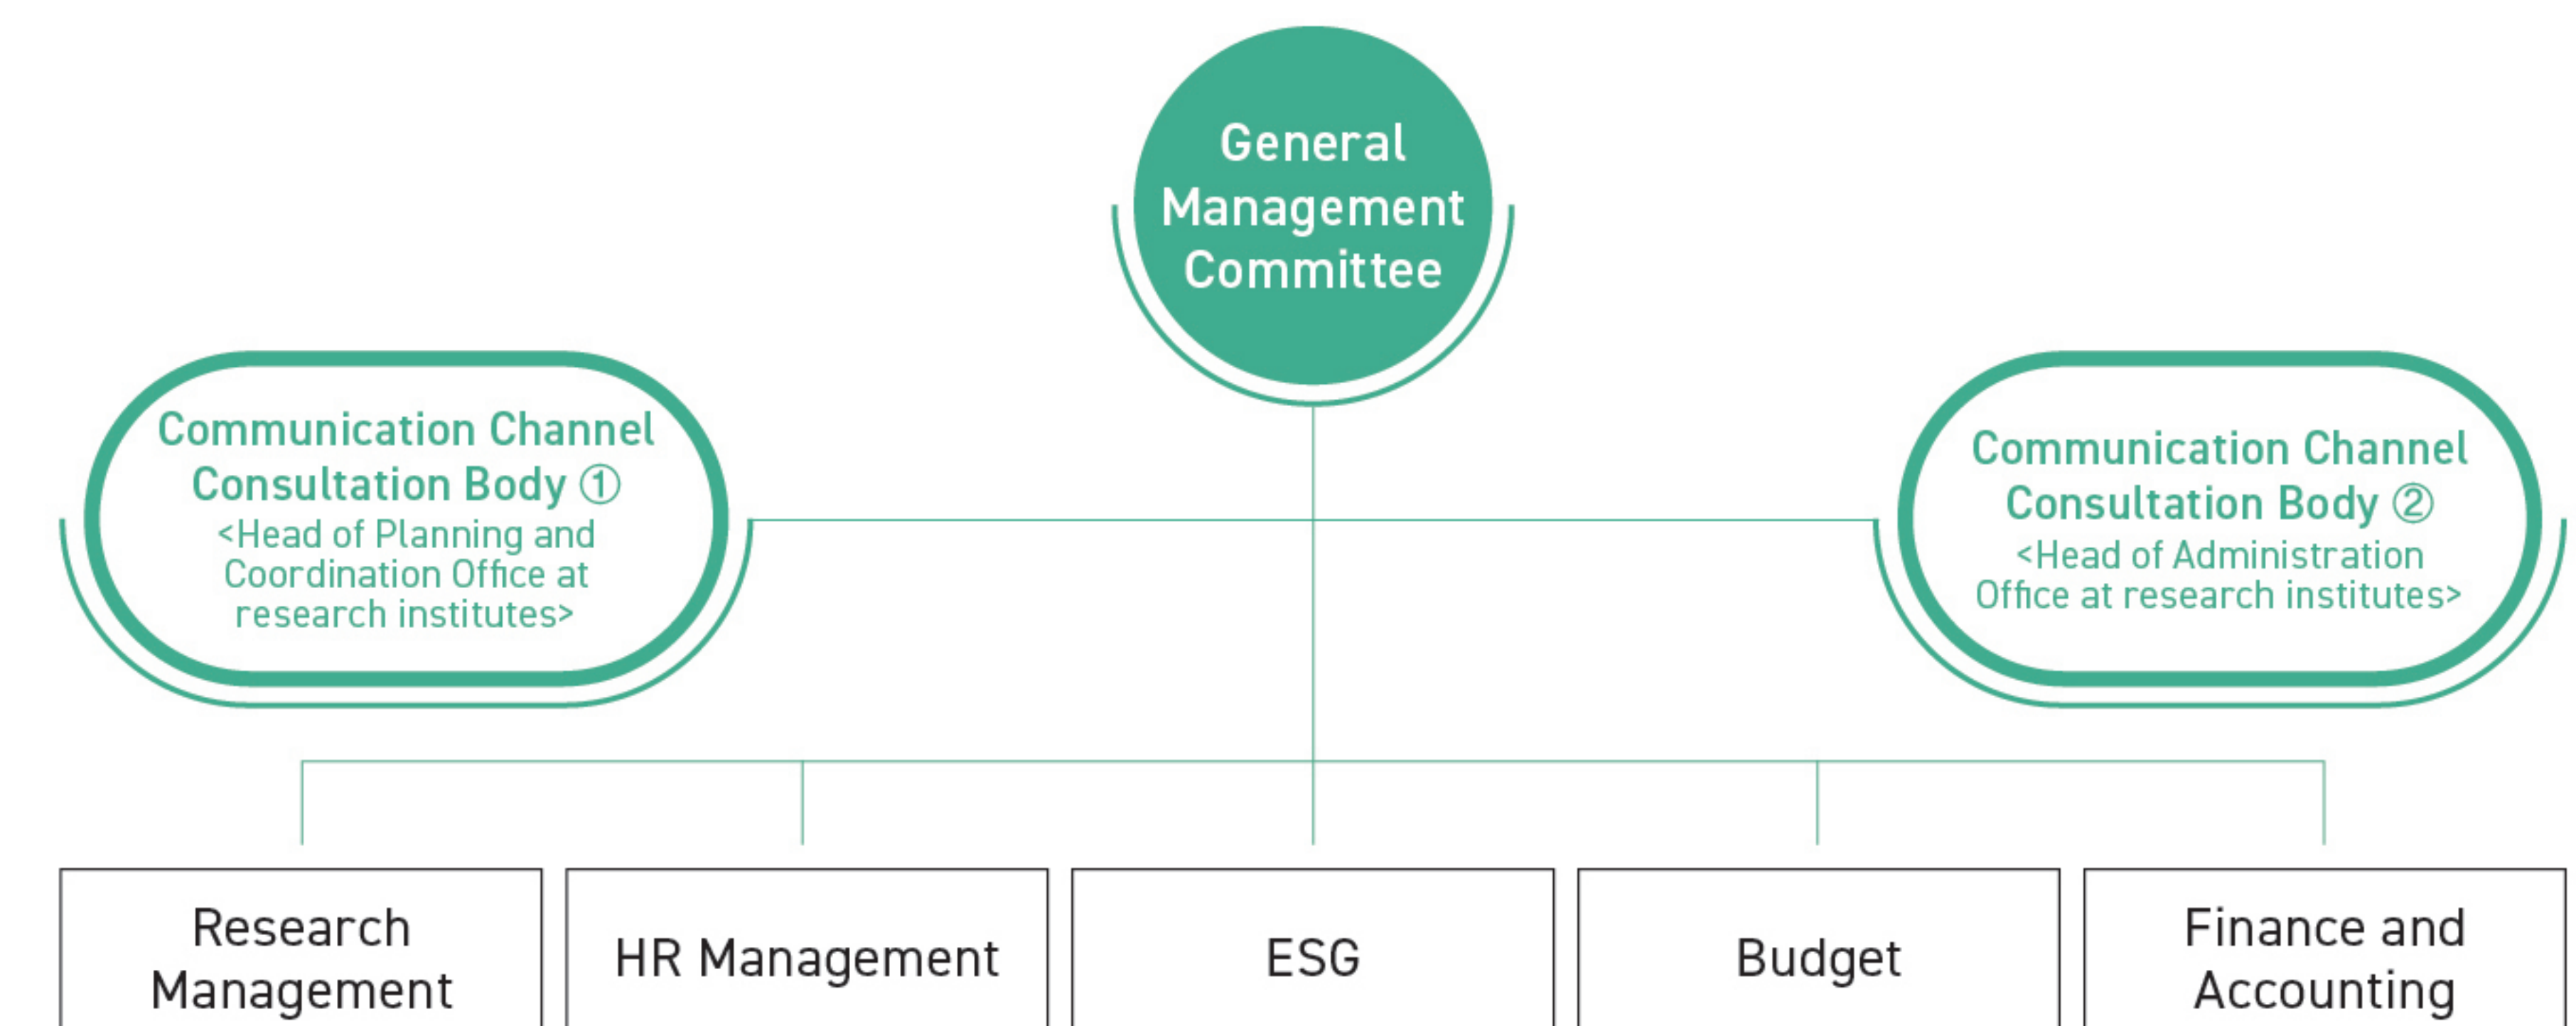 General
Management
Committee
Communication Channel
Consultation Body ①
<Head of Planning and
Coordination Office at
research institutes>
Communication Channel
Consultation Body ②
<Head of Administration
Office at research institutes>
Research
Management
HR Management
ESG
Budget
Finance and
Accounting